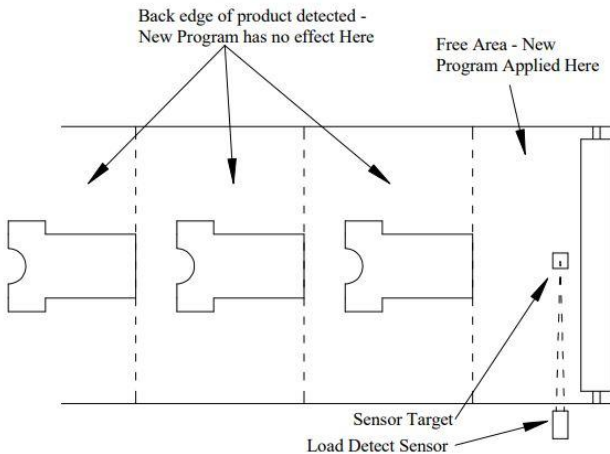 Back edge of product detected -
New Program has no effect Here
Free Area - New
Program Applied Here
Sensor Target
Load Detect Sensor